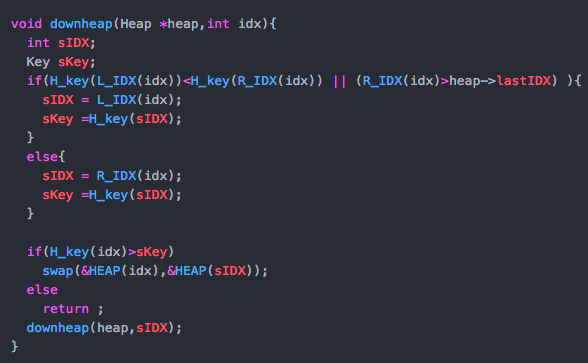 void downheap(Heap *heap,int idx){
  int sIDX;
  Key sKey;
  if(H_key(L_IDX(idx))<H_key(R_IDX(idx)) || (R_IDX(idx)>heap->lastIDX) ){
    sIDX = L_IDX(idx);
    sKey =H_key(sIDX);
  }
  else{
    sIDX = R_IDX(idx);
    sKey =H_key(sIDX);
  }

  if(H_key(idx)>sKey)
    swap(&HEAP(idx),&HEAP(sIDX));
  else
    return ;
  downheap(heap,sIDX);
}